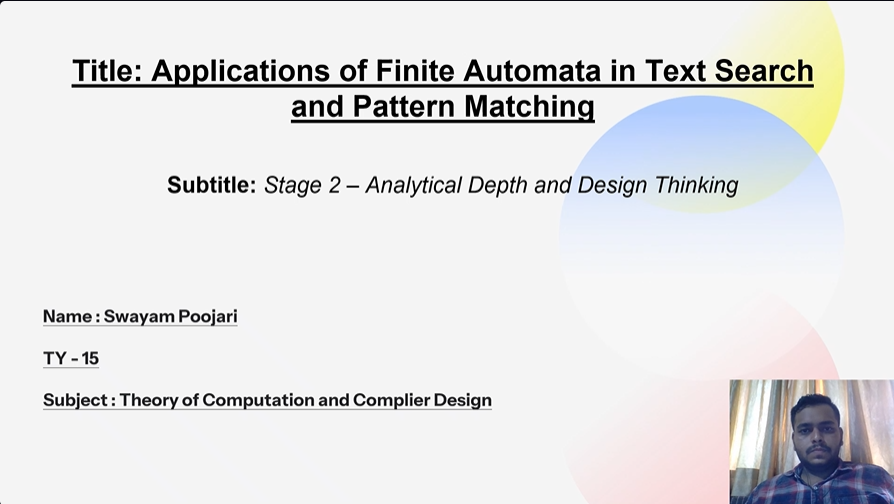 Title: Applications of Finite Automata in Text Search
and Pattern Matching
Subtitle: Stage 2 – Analytical Depth and Design Thinking
Name : Swayam Poojari
TY - 15
Subject : Theory of Computation and Complier Design